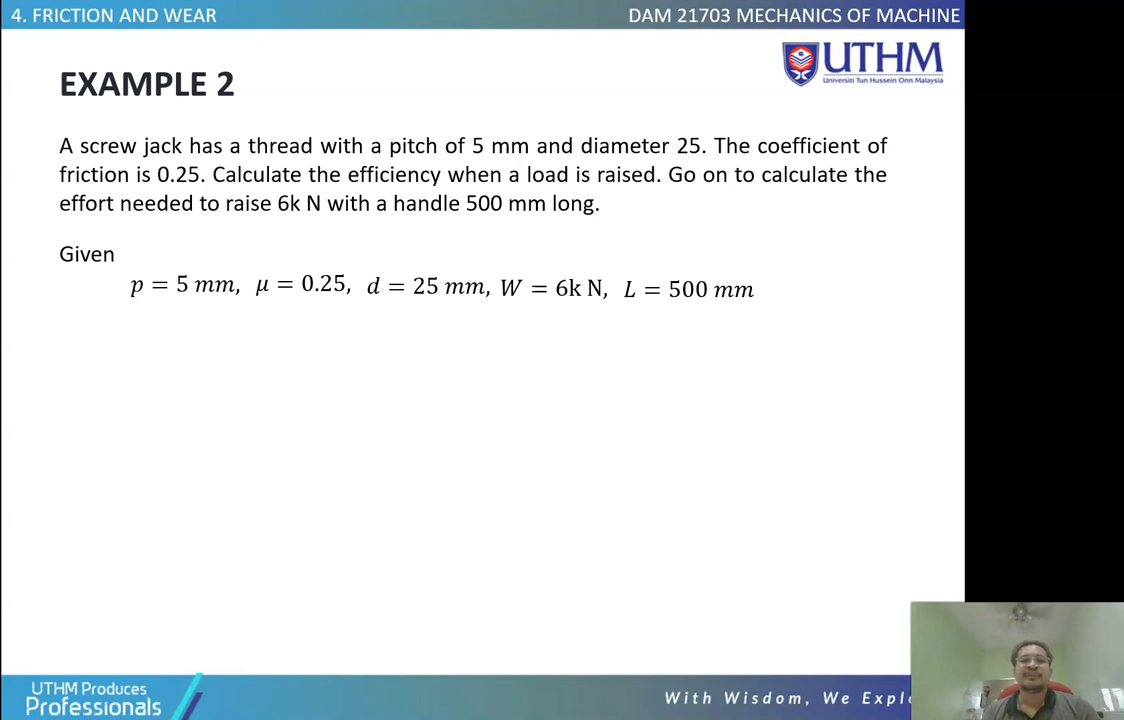 4. FRICTION AND WEAR
DAM 21703 MECHANICS OF MACHINE
UTHM
Universiti Tun Hussein Onn Malaysia
EXAMPLE 2
A screw jack has a thread with a pitch of 5 mm and diameter 25. The coefficient of
friction is 0.25. Calculate the efficiency when a load is raised. Go on to calculate the
effort needed to raise 6k N with a handle 500 mm long.
Given
p = 5 mm, μ = 0.25, d = 25 mm, W = 6k N, L = 500 mm
UTHM Produces
Professionals
With Wisdom, We Explo